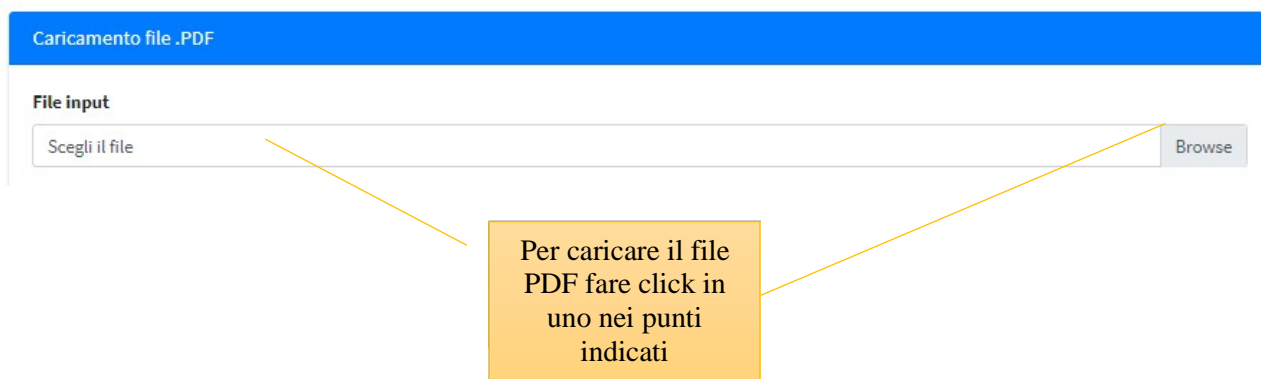 Caricamento file .PDF
File input
Scegli il file
Browse
Per caricare il file
PDF fare click in
uno nei punti
indicati